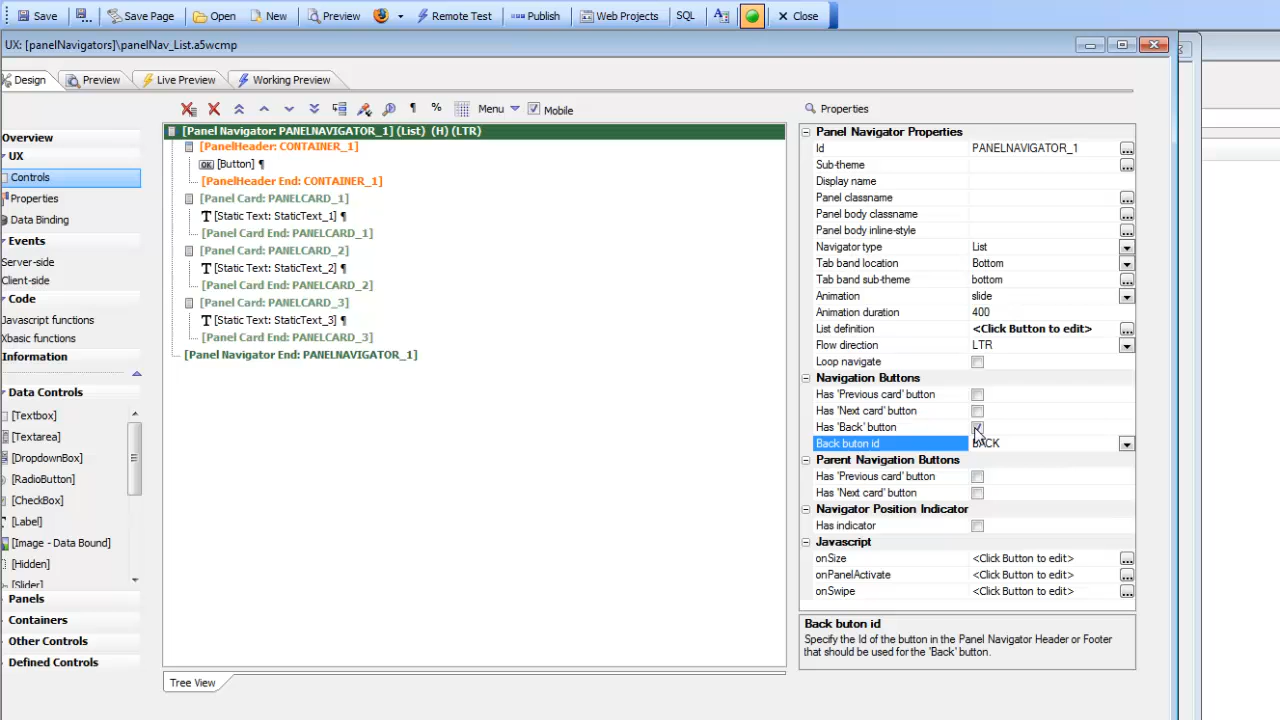 Save Save Page Open New Preview Remote Test Publish Web Projects SQL A Close
UX: [panelNavigators]\panelNav_List.a5wcmp
Design Preview Live Preview Working Preview
Menu Mobile
Overview
UX
Controls
Properties
Data Binding
Events
Server-side
Client-side
Code
Javascript functions
Xbasic functions
Information
Data Controls
[Textbox]
[Textarea]
[DropdownBox]
[RadioButton]
[CheckBox]
[Label]
[Image - Data Bound]
[Hidden]
[Slider]
Panels
Containers
Other Controls
Defined Controls
[Panel Navigator: PANELNAVIGATOR_1] (List) (H) (LTR)
[PanelHeader: CONTAINER_1]
OK [Button] ¶
[PanelHeader End: CONTAINER_1]
[Panel Card: PANELCARD_1]
T [Static Text: StaticText_1] ¶
[Panel Card End: PANELCARD_1]
[Panel Card: PANELCARD_2]
T [Static Text: StaticText_2] ¶
[Panel Card End: PANELCARD_2]
[Panel Card: PANELCARD_3]
T [Static Text: StaticText_3] ¶
[Panel Card End: PANELCARD_3]
[Panel Navigator End: PANELNAVIGATOR_1]
Tree View
Properties
Panel Navigator Properties
Id PANELNAVIGATOR_1
Sub-theme
Display name
Panel classname
Panel body classname
Panel body inline-style
Navigator type List
Tab band location Bottom
Tab band sub-theme bottom
Animation slide
Animation duration 400
List definition <Click Button to edit>
Flow direction LTR
Loop navigate
Navigation Buttons
Has 'Previous card' button
Has 'Next card' button
Has 'Back' button
Back buton id BACK
Parent Navigation Buttons
Has 'Previous card' button
Has 'Next card' button
Navigator Position Indicator
Has indicator
Javascript
onSize <Click Button to edit>
onPanelActivate <Click Button to edit>
onSwipe <Click Button to edit>
Back buton id
Specify the Id of the button in the Panel Navigator Header or Footer
that should be used for the 'Back' button.